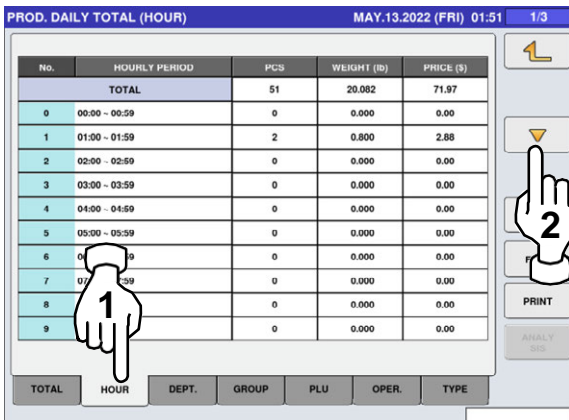 PROD. DAILY TOTAL (HOUR) MAY.13.2022 (FRI) 01:51 1/3
No. HOURLY PERIOD PCS WEIGHT (lb) PRICE ($)
TOTAL 51 20.082 71.97
0 00:00 ~ 00:59 0 0.000 0.00
1 01:00 ~ 01:59 2 0.800 2.88
2 02:00 ~ 02:59 0 0.000 0.00
3 03:00 ~ 03:59 0 0.000 0.00
4 04:00 ~ 04:59 0 0.000 0.00
5 05:00 ~ 05:59 0 0.000 0.00
6 0 0.000 0.00
7 0 0.000 0.00
8 0 0.000 0.00
9 0 0.000 0.00
1
2
PRINT
ANALY
SIS
TOTAL HOUR DEPT. GROUP PLU OPER. TYPE